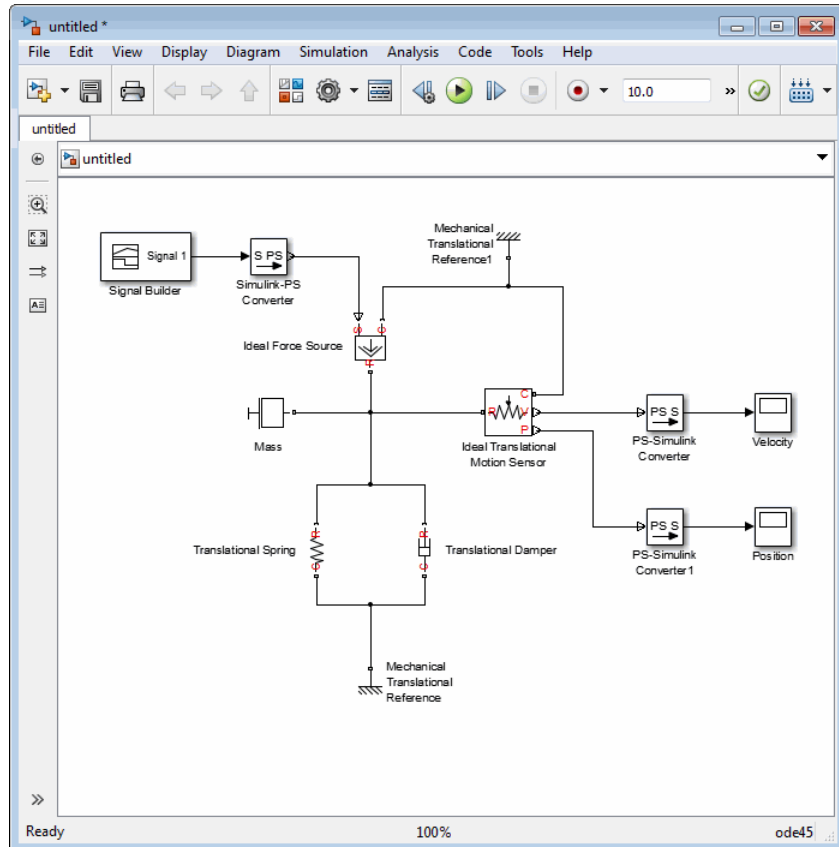 untitled *
File Edit View Display Diagram Simulation Analysis Code Tools Help
10.0
»
untitled
untitled
Signal 1
Signal Builder
S PS
Simulink-PS
Converter
Mechanical
Translational
Reference1
S
C
R
Ideal Force Source
Mass
R
C
V
P
Ideal Translational
Motion Sensor
PS S
PS-Simulink
Converter
Velocity
R
C
Translational Spring
R
C
Translational Damper
PS S
PS-Simulink
Converter1
Position
Mechanical
Translational
Reference
»
Ready 100% ode45